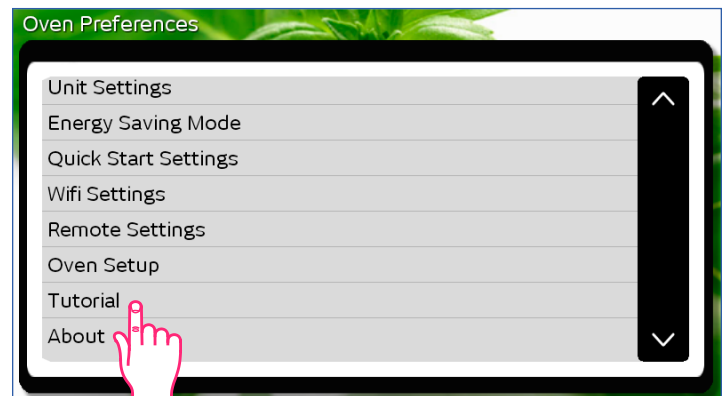 Oven Preferences
Unit Settings
Energy Saving Mode
Quick Start Settings
Wifi Settings
Remote Settings
Oven Setup
Tutorial
About